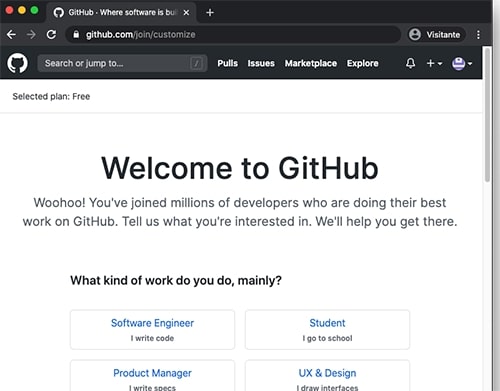 GitHub - Where software is buil
github.com/join/customize
Visitante
Search or jump to...
/
Pulls Issues Marketplace Explore
Selected plan: Free
Welcome to GitHub
Woohoo! You've joined millions of developers who are doing their best
work on GitHub. Tell us what you're interested in. We'll help you get there.
What kind of work do you do, mainly?
Software Engineer
I write code
Student
I go to school
Product Manager
I write specs
UX & Design
I draw interfaces